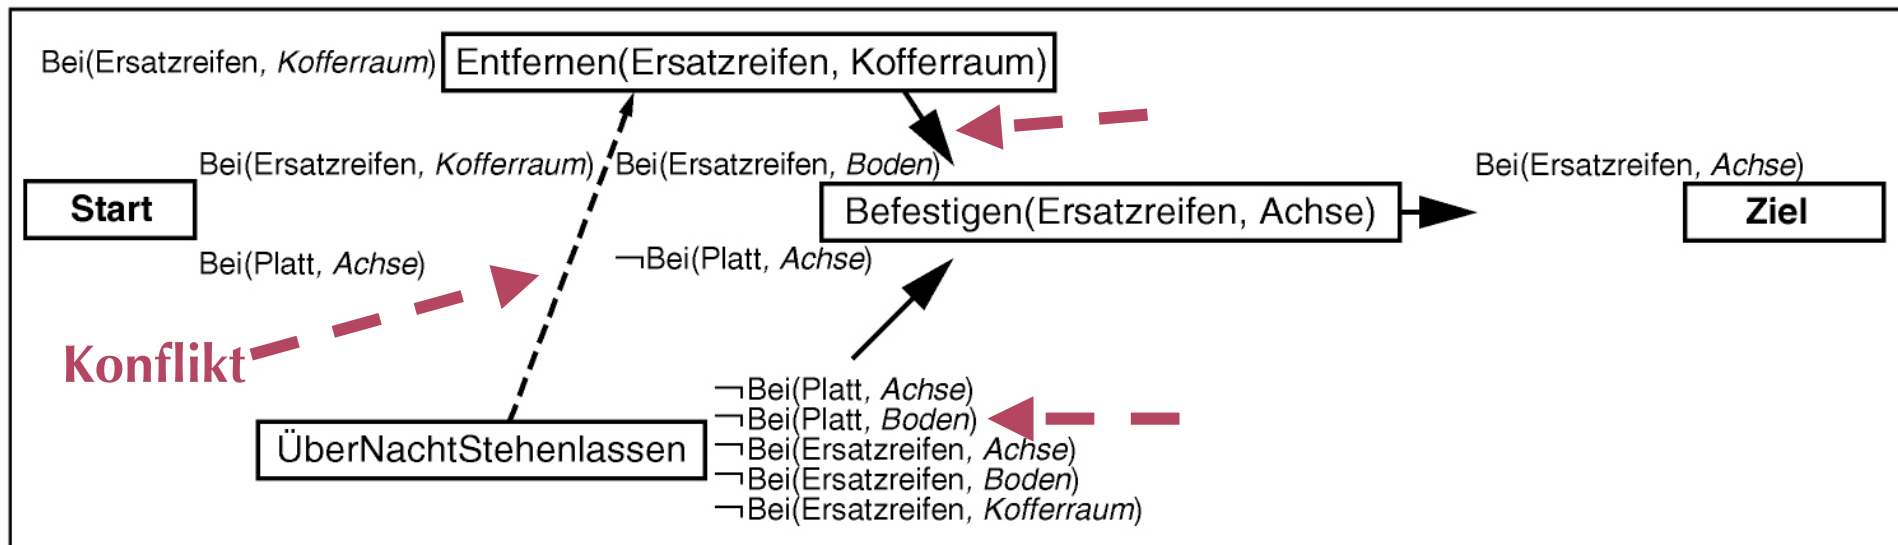 Bei(Ersatzreifen, Kofferraum) Entfernen(Ersatzreifen, Kofferraum)
Bei(Ersatzreifen, Kofferraum) Bei(Ersatzreifen, Boden) Bei(Ersatzreifen, Achse)
Start Befestigen(Ersatzreifen, Achse) Ziel
Bei(Platt, Achse) ¬Bei(Platt, Achse)
Konflikt
¬Bei(Platt, Achse)
¬Bei(Platt, Boden)
ÜberNachtStehenlassen ¬Bei(Ersatzreifen, Achse)
¬Bei(Ersatzreifen, Boden)
¬Bei(Ersatzreifen, Kofferraum)